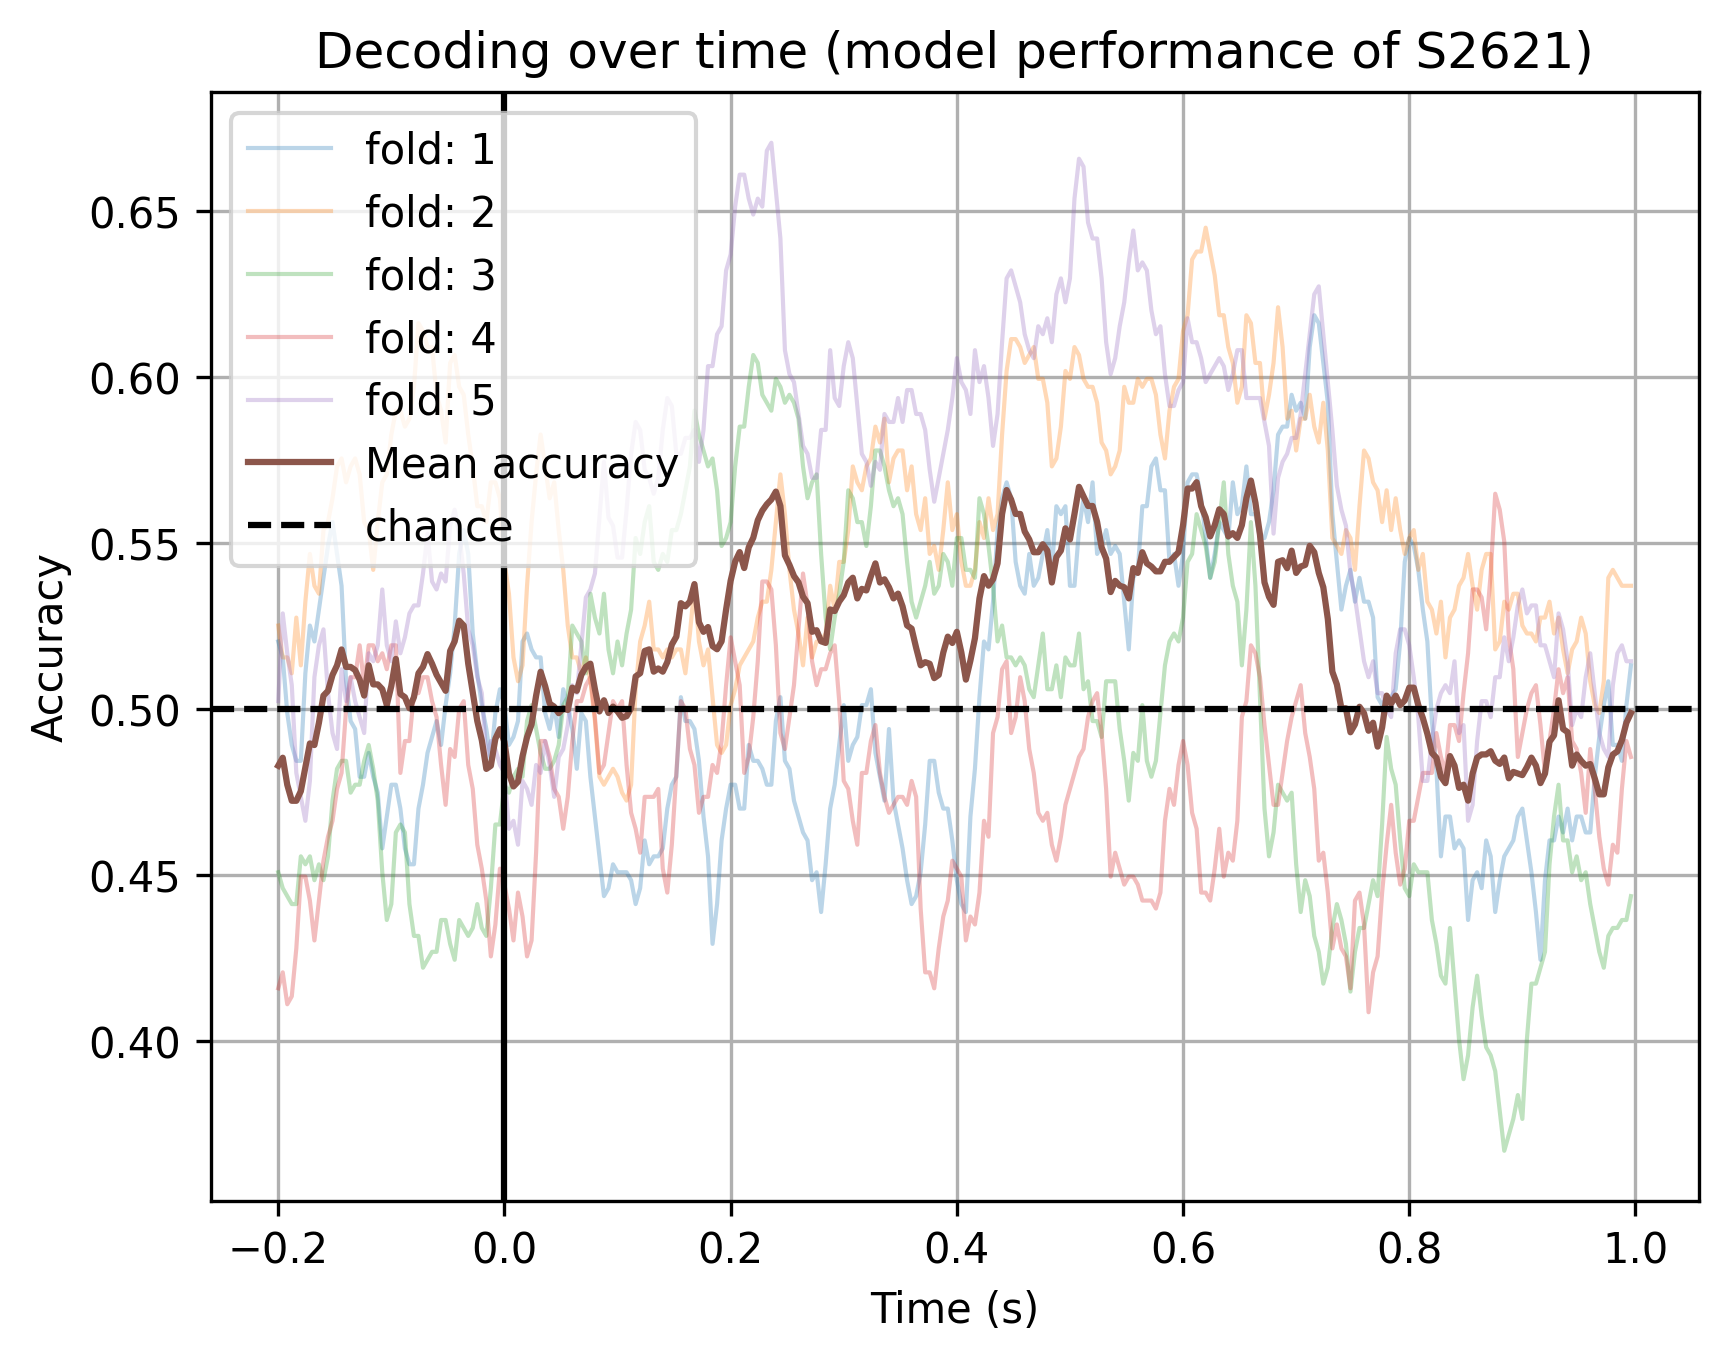 Decoding over time (model performance of S2621)
fold: 1
fold: 2
fold: 3
fold: 4
fold: 5
Mean accuracy
chance
Accuracy
0.65
0.60
0.55
0.50
0.45
0.40
−0.2 0.0 0.2 0.4 0.6 0.8 1.0
Time (s)